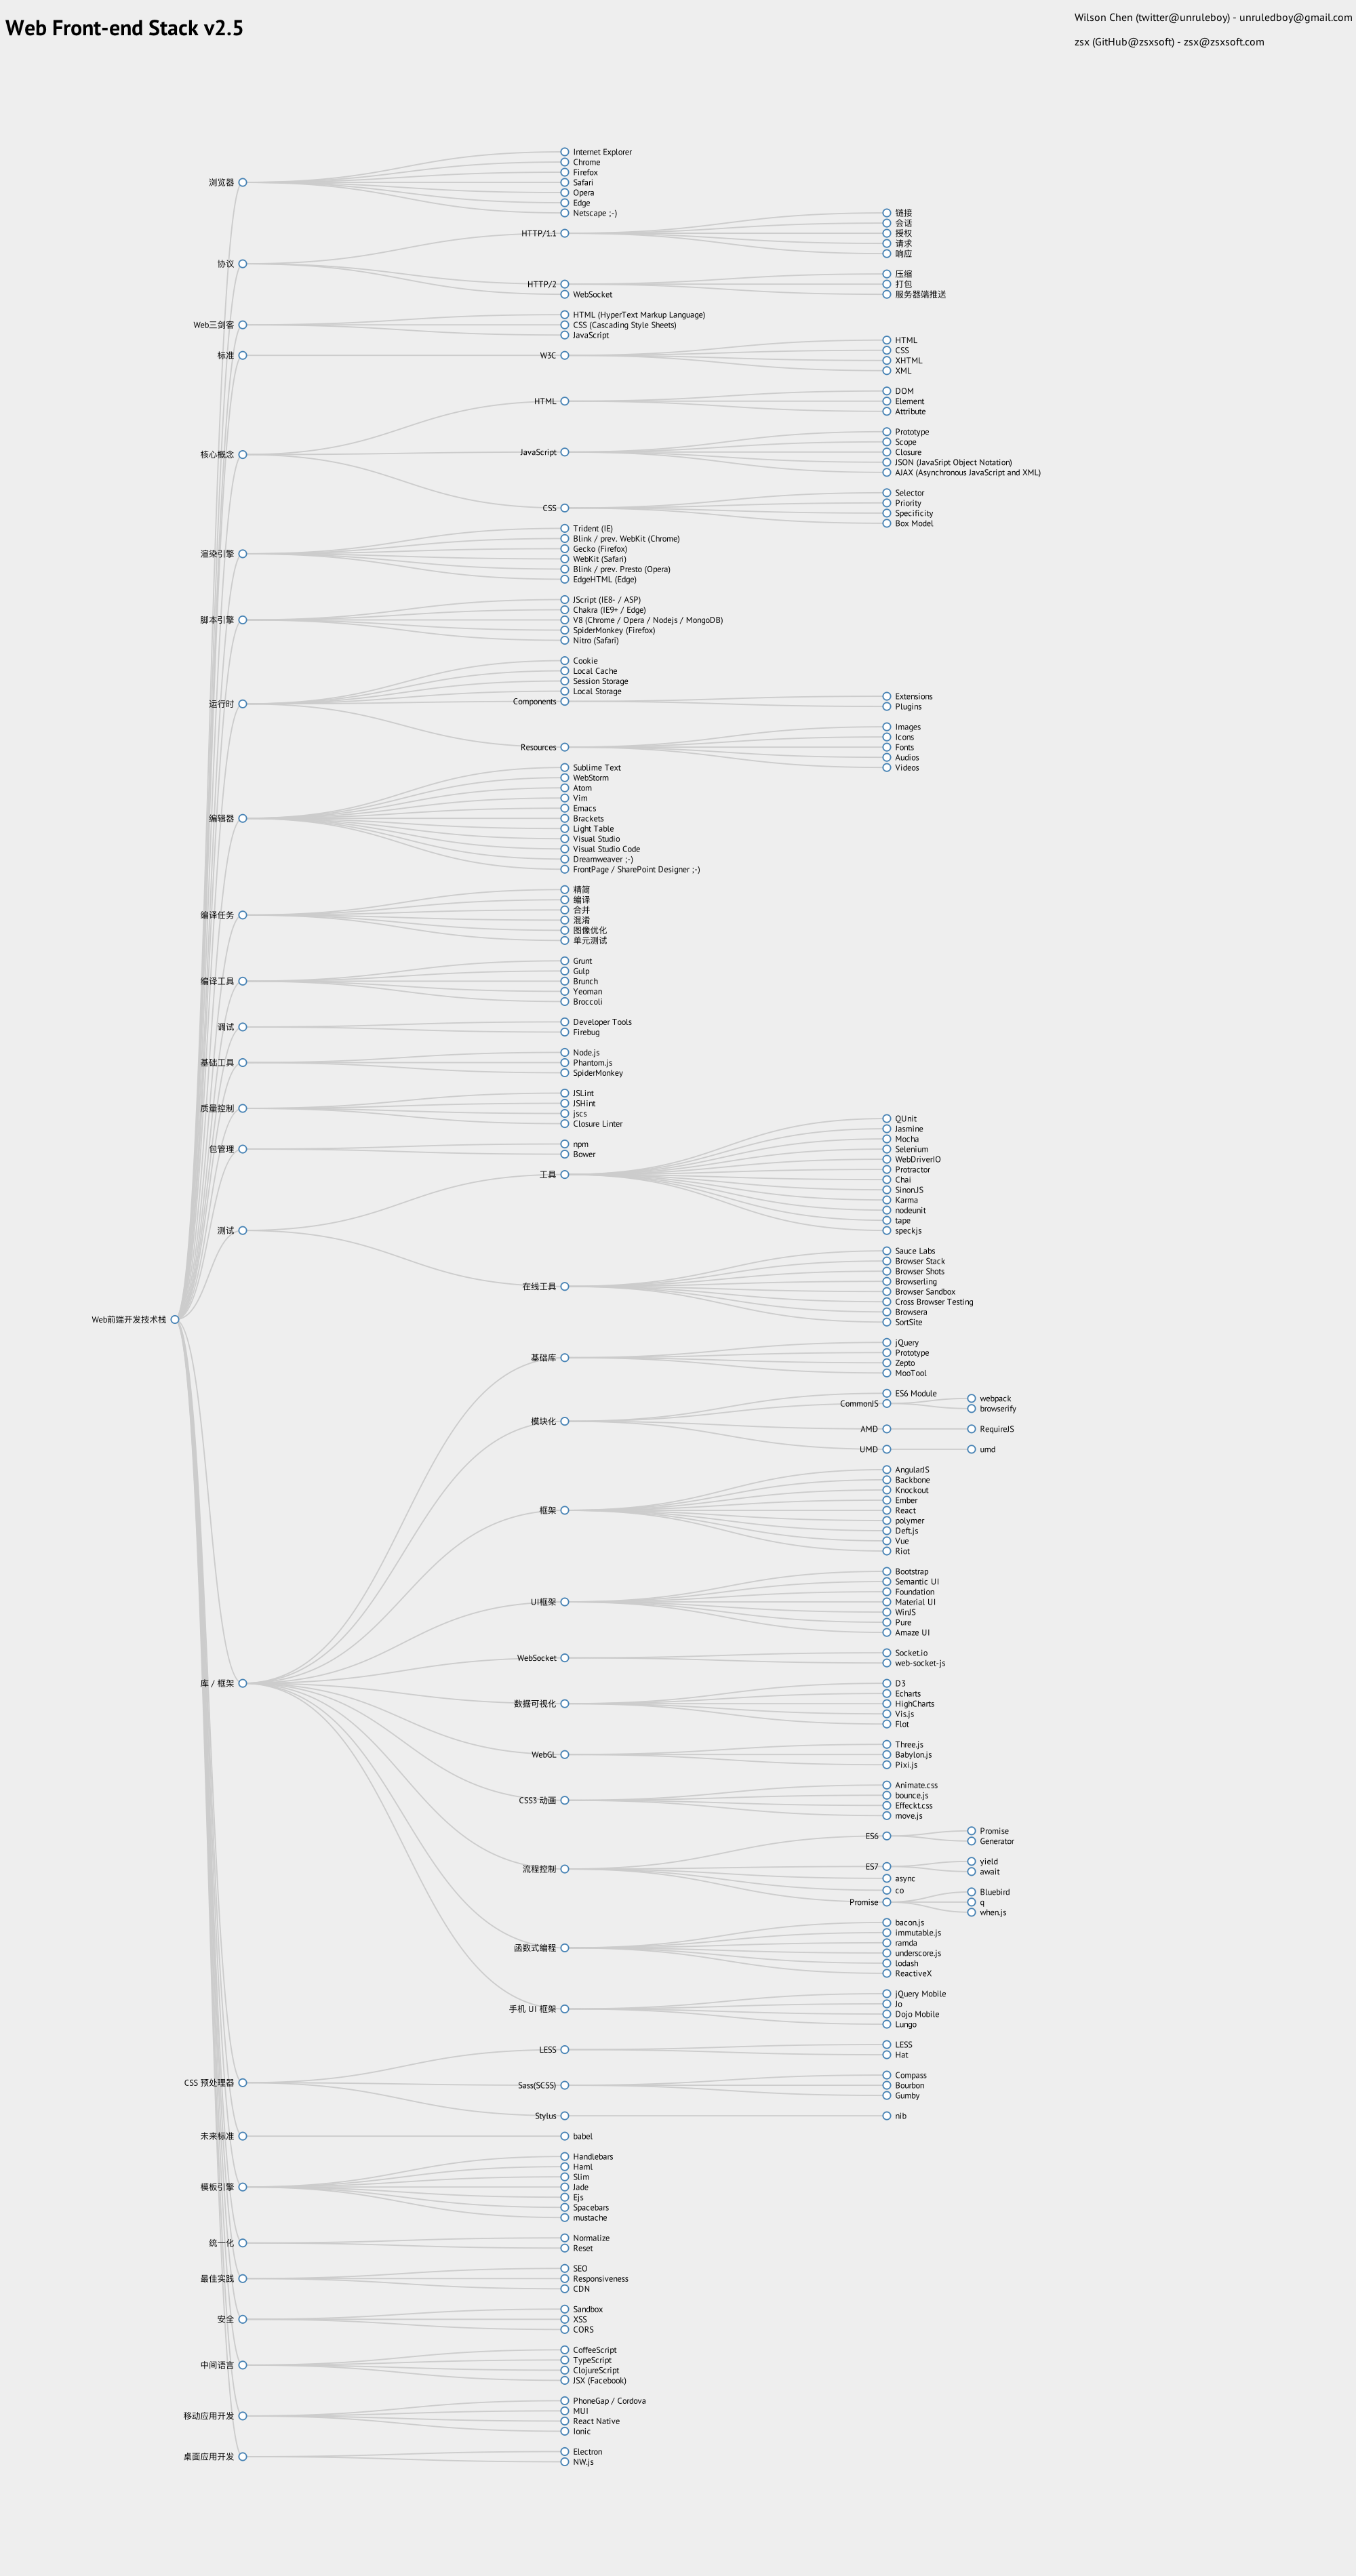 Web Front-end Stack v2.5
Wilson Chen (twitter@unruleboy) - unruledboy@gmail.com
zsx (GitHub@zsxsoft) - zsx@zsxsoft.com
Web前端开发技术栈
浏览器
Internet Explorer
Chrome
Firefox
Safari
Opera
Edge
Netscape ;-)
协议
HTTP/1.1
链接
会话
授权
请求
响应
HTTP/2
压缩
打包
服务器端推送
WebSocket
Web三剑客
HTML (HyperText Markup Language)
CSS (Cascading Style Sheets)
JavaScript
标准
W3C
HTML
CSS
XHTML
XML
核心概念
HTML
DOM
Element
Attribute
JavaScript
Prototype
Scope
Closure
JSON (JavaSript Object Notation)
AJAX (Asynchronous JavaScript and XML)
CSS
Selector
Priority
Specificity
Box Model
渲染引擎
Trident (IE)
Blink / prev. WebKit (Chrome)
Gecko (Firefox)
WebKit (Safari)
Blink / prev. Presto (Opera)
EdgeHTML (Edge)
脚本引擎
JScript (IE8- / ASP)
Chakra (IE9+ / Edge)
V8 (Chrome / Opera / Nodejs / MongoDB)
SpiderMonkey (Firefox)
Nitro (Safari)
运行时
Cookie
Local Cache
Session Storage
Local Storage
Components
Extensions
Plugins
Resources
Images
Icons
Fonts
Audios
Videos
编辑器
Sublime Text
WebStorm
Atom
Vim
Emacs
Brackets
Light Table
Visual Studio
Visual Studio Code
Dreamweaver ;-)
FrontPage / SharePoint Designer ;-)
编译任务
精简
编译
合并
混淆
图像优化
单元测试
编译工具
Grunt
Gulp
Brunch
Yeoman
Broccoli
调试
Developer Tools
Firebug
基础工具
Node.js
Phantom.js
SpiderMonkey
质量控制
JSLint
JSHint
jscs
Closure Linter
包管理
npm
Bower
测试
工具
QUnit
Jasmine
Mocha
Selenium
WebDriverIO
Protractor
Chai
SinonJS
Karma
nodeunit
tape
speckjs
在线工具
Sauce Labs
Browser Stack
Browser Shots
Browserling
Browser Sandbox
Cross Browser Testing
Browsera
SortSite
库 / 框架
基础库
jQuery
Prototype
Zepto
MooTool
模块化
ES6 Module
CommonJS
webpack
browserify
AMD
RequireJS
UMD
umd
框架
AngularJS
Backbone
Knockout
Ember
React
polymer
Deft.js
Vue
Riot
UI框架
Bootstrap
Semantic UI
Foundation
Material UI
WinJS
Pure
Amaze UI
WebSocket
Socket.io
web-socket-js
数据可视化
D3
Echarts
HighCharts
Vis.js
Flot
WebGL
Three.js
Babylon.js
Pixi.js
CSS3 动画
Animate.css
bounce.js
Effeckt.css
move.js
流程控制
ES6
Promise
Generator
ES7
yield
await
async
co
Promise
Bluebird
q
when.js
函数式编程
bacon.js
immutable.js
ramda
underscore.js
lodash
ReactiveX
手机 UI 框架
jQuery Mobile
Jo
Dojo Mobile
Lungo
CSS 预处理器
LESS
LESS
Hat
Sass(SCSS)
Compass
Bourbon
Gumby
Stylus
nib
未来标准
babel
模板引擎
Handlebars
Haml
Slim
Jade
Ejs
Spacebars
mustache
统一化
Normalize
Reset
最佳实践
SEO
Responsiveness
CDN
安全
Sandbox
XSS
CORS
中间语言
CoffeeScript
TypeScript
ClojureScript
JSX (Facebook)
移动应用开发
PhoneGap / Cordova
MUI
React Native
Ionic
桌面应用开发
Electron
NW.js